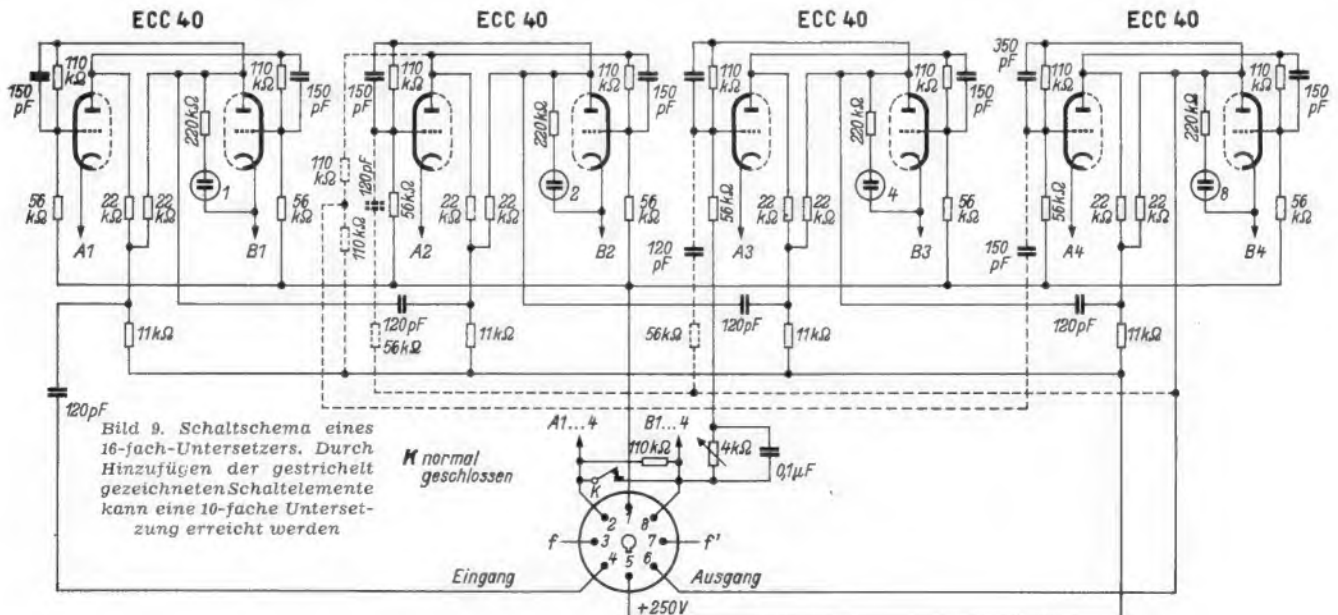 ECC 40 ECC 40 ECC 40 ECC 40
110 kΩ 110 kΩ 110 kΩ 110 kΩ 110 kΩ 110 kΩ 350 pF 110 kΩ 110 kΩ
150 pF 150 pF 150 pF 150 pF 150 pF 150 pF 150 pF
220kΩ 220kΩ 220kΩ 220kΩ
1 2 4 8
110 kΩ 120pF
56 kΩ 22 kΩ 22 kΩ 56 kΩ 56kΩ 22 kΩ 22 kΩ 56 kΩ 56kΩ 22 kΩ 22 kΩ 56 kΩ 56kΩ 22 kΩ 22 kΩ 56 kΩ
A1 B1 110kΩ A2 B2 120 pF A3 B3 150 pF A4 B4
11kΩ 120pF 11kΩ 120pF 11kΩ 120pF 11kΩ
56kΩ 56kΩ
120pF
Bild 9. Schaltschema eines
16-fach-Untersetzers. Durch
Hinzufügen der gestrichelt
gezeichneten Schaltelemente
kann eine 10-fache Unterset-
zung erreicht werden
K normal
geschlossen
A1...4 B1...4
110kΩ 4kΩ 0,1µF
K
1
2 8
f 3 7 f'
4 5 6
Eingang Ausgang
+250V